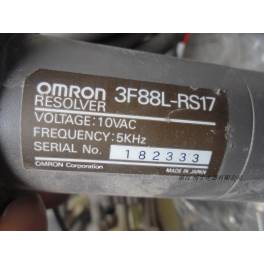 OMRON 3F88L-RS17
RESOLVER
VOLTAGE:10VAC
FREQUENCY:5KHz
SERIAL No. 182333
OMRON Corporation MADE IN JAPAN